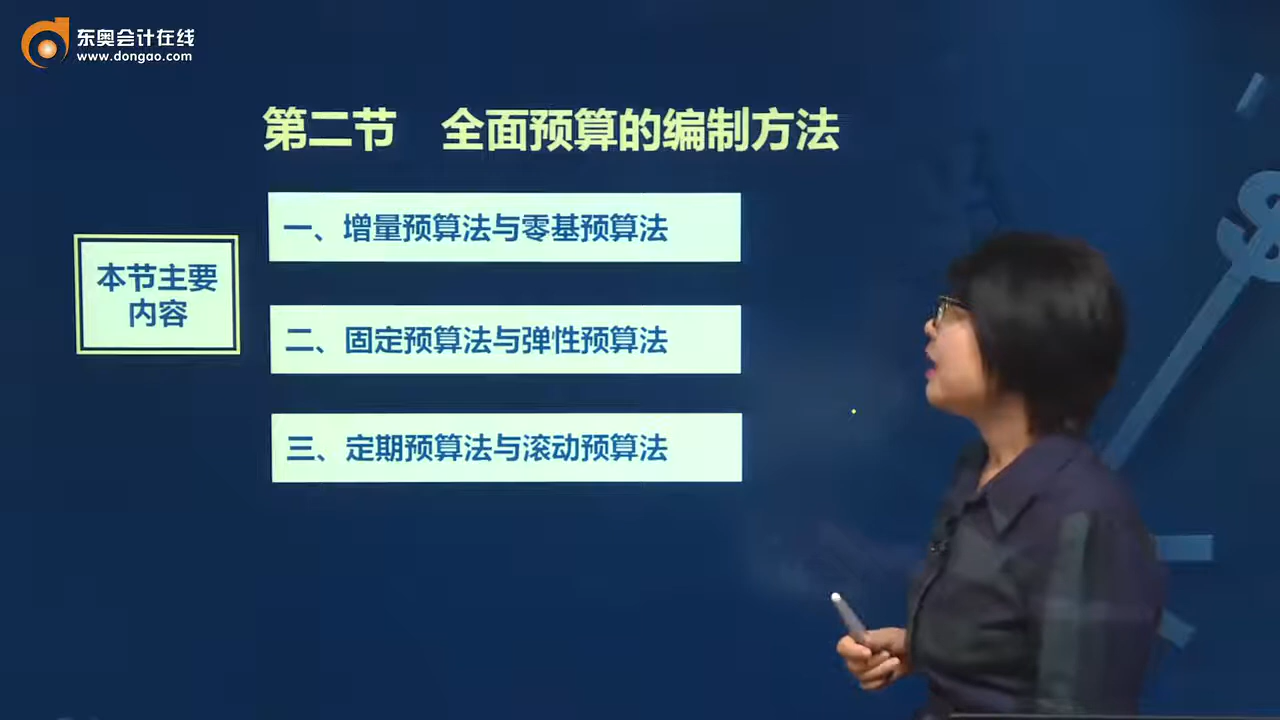 东奥会计在线
www.dongao.com
第二节 全面预算的编制方法
一、增量预算法与零基预算法
本节主要
内容
二、固定预算法与弹性预算法
三、定期预算法与滚动预算法